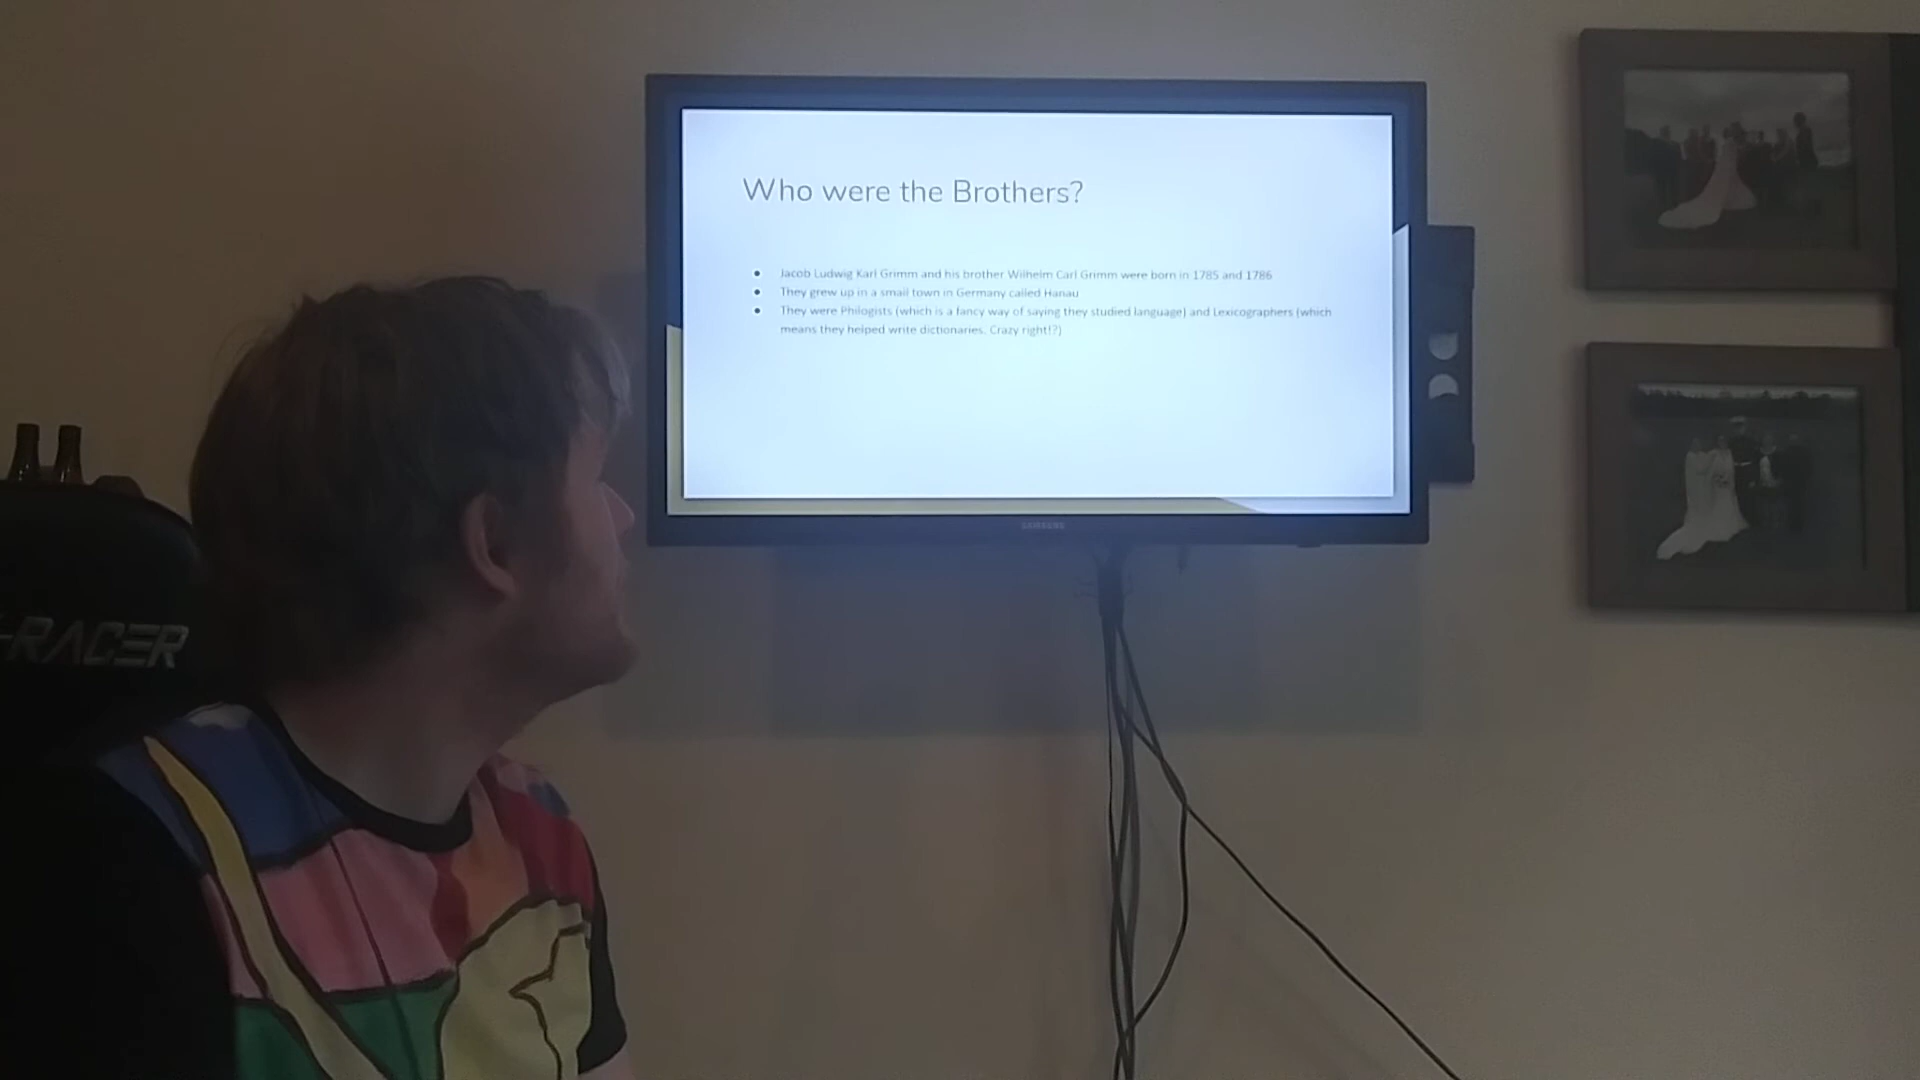 Who were the Brothers?
Jacob Ludwig Karl Grimm and his brother Wilhelm Carl Grimm were born in 1785 and 1786
They grew up in a small town in Germany called Hanau
They were Philogists (which is a fancy way of saying they studied language) and Lexicographers (which
means they helped write dictionaries. Crazy right!?)
SAMSUNG
-RACER